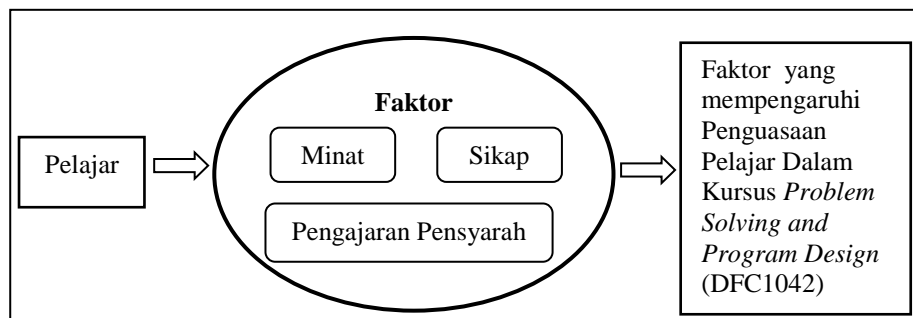 Pelajar
Faktor
Minat
Sikap
Pengajaran Pensyarah
Faktor yang
mempengaruhi
Penguasaan
Pelajar Dalam
Kursus Problem
Solving and
Program Design
(DFC1042)